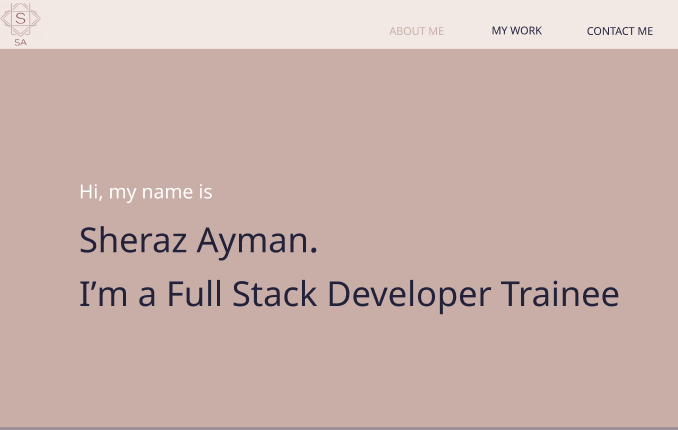 S
SA
ABOUT ME
MY WORK
CONTACT ME
Hi, my name is
Sheraz Ayman.
I’m a Full Stack Developer Trainee